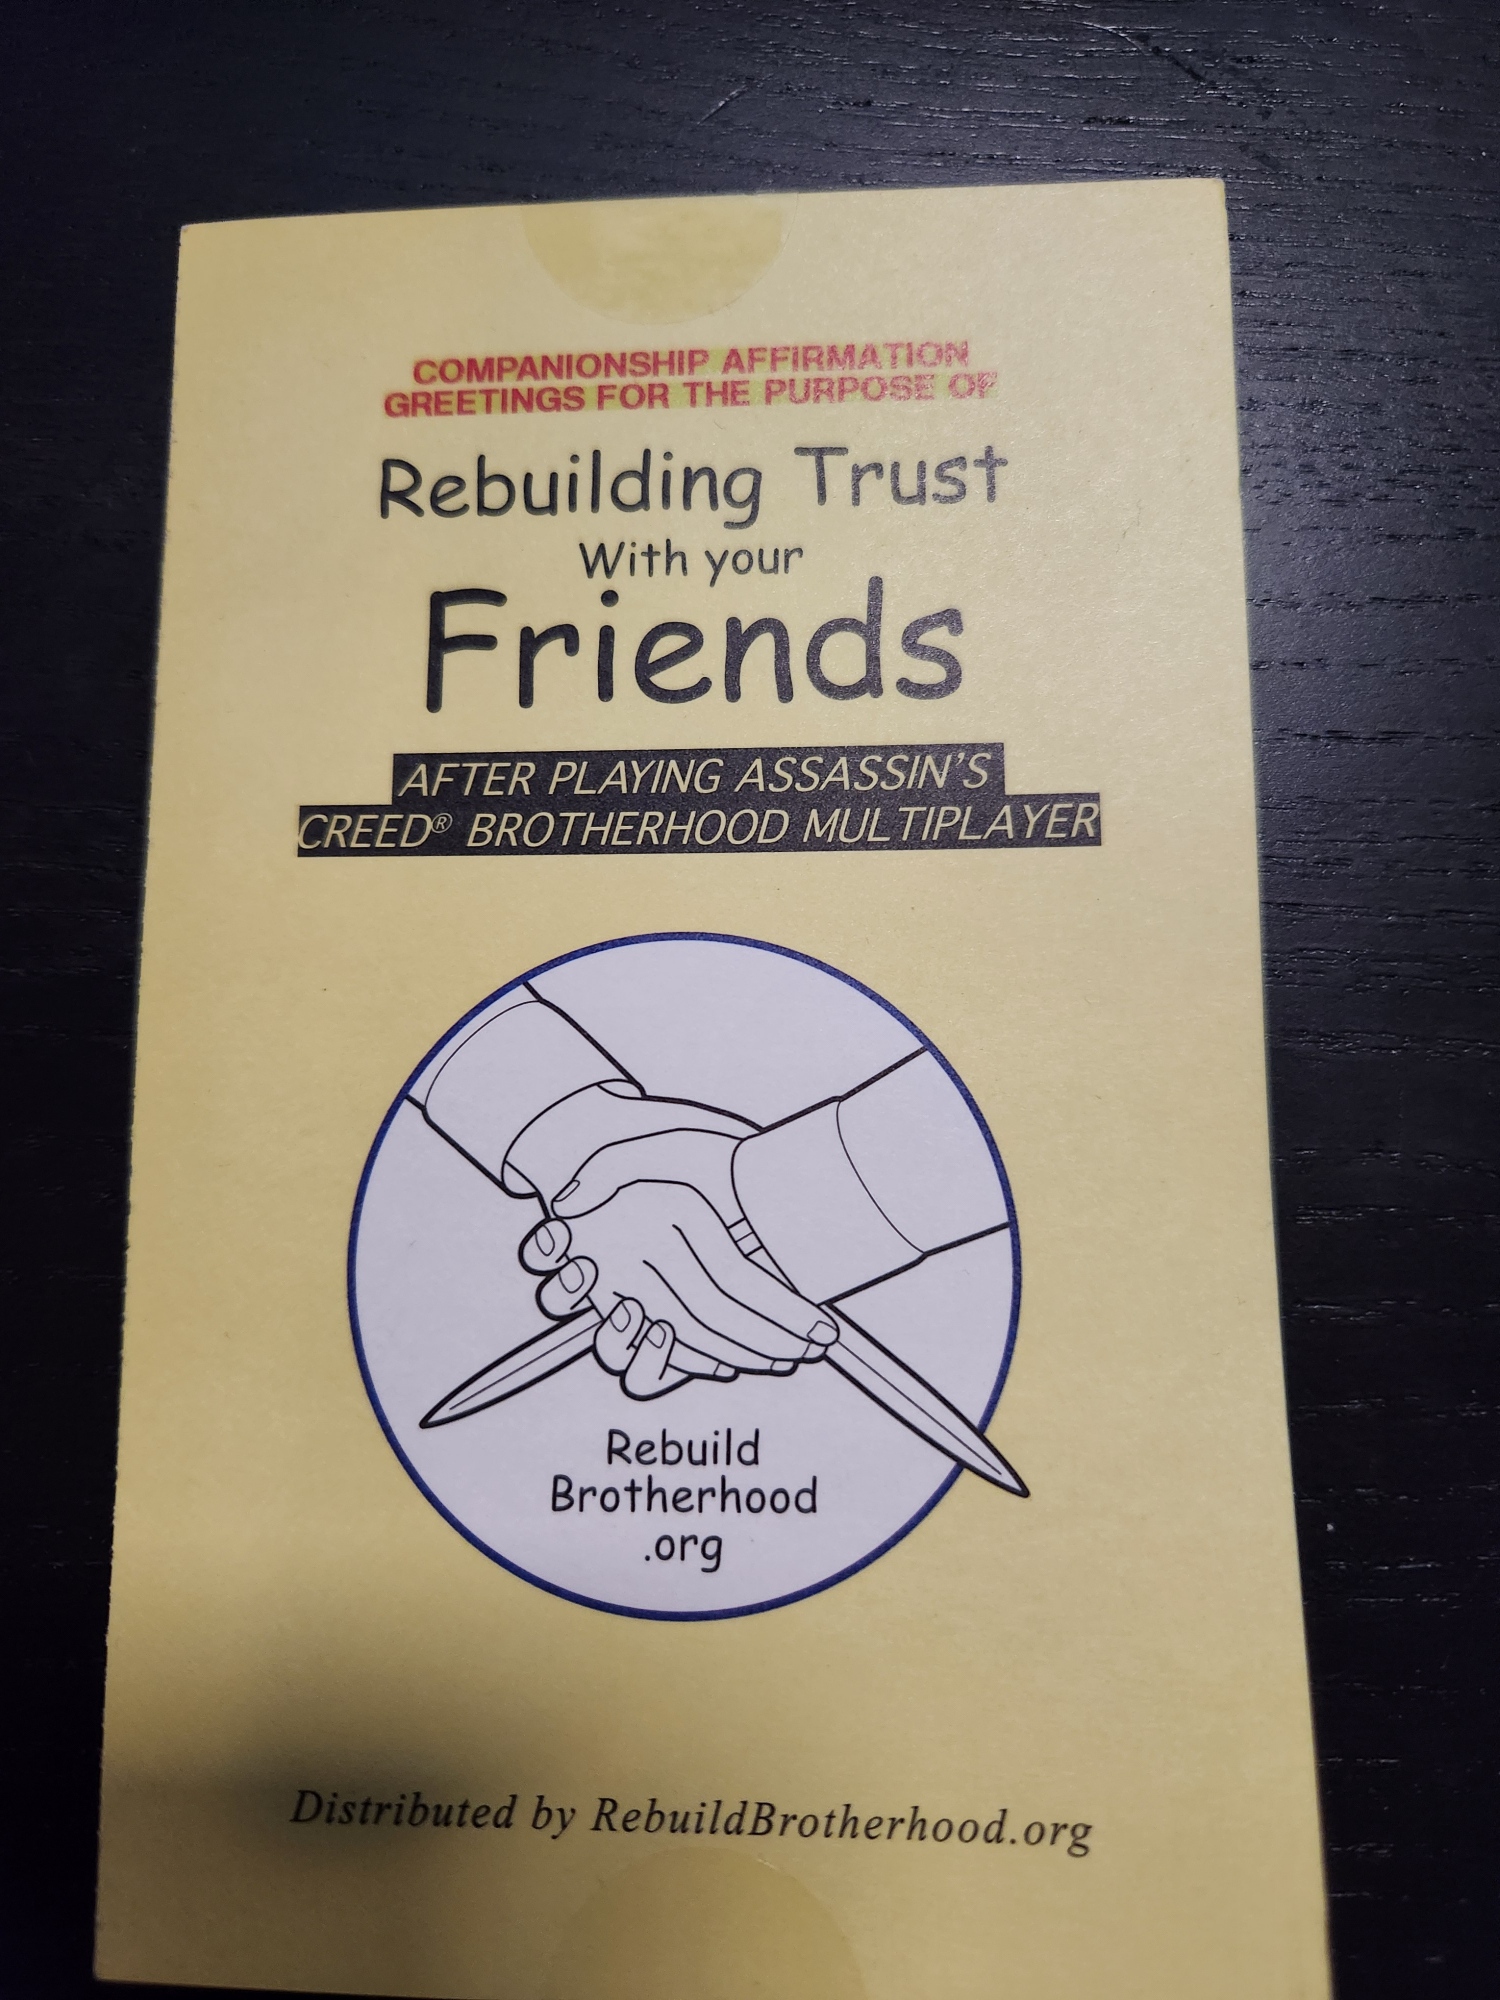 COMPANIONSHIP AFFIRMATION
GREETINGS FOR THE PURPOSE OF
Rebuilding Trust
With your
Friends
AFTER PLAYING ASSASSIN'S
CREED® BROTHERHOOD MULTIPLAYER
Rebuild
Brotherhood
.org
Distributed by RebuildBrotherhood.org